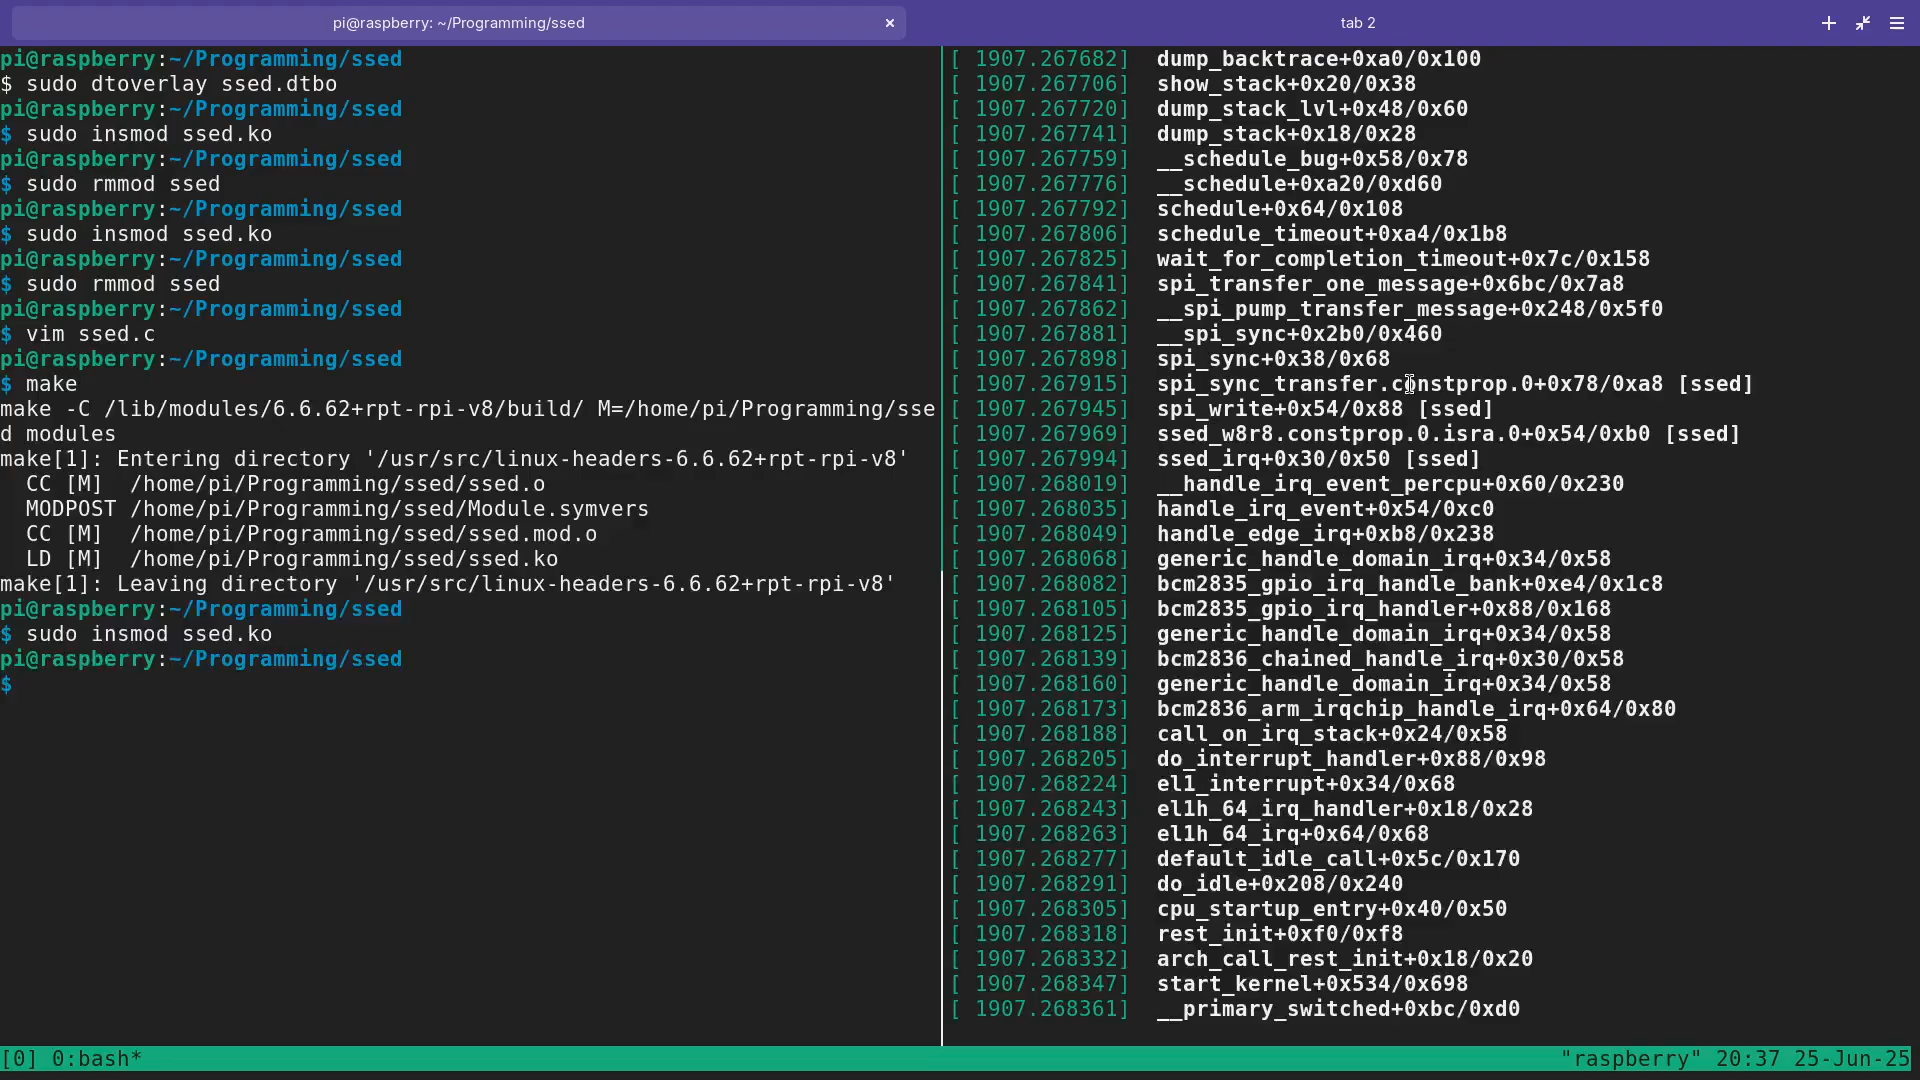 pi@raspberry: ~/Programming/ssed
×
tab 2
pi@raspberry:~/Programming/ssed
$ sudo dtoverlay ssed.dtbo
pi@raspberry:~/Programming/ssed
$ sudo insmod ssed.ko
pi@raspberry:~/Programming/ssed
$ sudo rmmod ssed
pi@raspberry:~/Programming/ssed
$ sudo insmod ssed.ko
pi@raspberry:~/Programming/ssed
$ sudo rmmod ssed
pi@raspberry:~/Programming/ssed
$ vim ssed.c
pi@raspberry:~/Programming/ssed
$ make
make -C /lib/modules/6.6.62+rpt-rpi-v8/build/ M=/home/pi/Programming/sse
d modules
make[1]: Entering directory '/usr/src/linux-headers-6.6.62+rpt-rpi-v8'
  CC [M]  /home/pi/Programming/ssed/ssed.o
  MODPOST /home/pi/Programming/ssed/Module.symvers
  CC [M]  /home/pi/Programming/ssed/ssed.mod.o
  LD [M]  /home/pi/Programming/ssed/ssed.ko
make[1]: Leaving directory '/usr/src/linux-headers-6.6.62+rpt-rpi-v8'
pi@raspberry:~/Programming/ssed
$ sudo insmod ssed.ko
pi@raspberry:~/Programming/ssed
$
[ 1907.267682]  dump_backtrace+0xa0/0x100
[ 1907.267706]  show_stack+0x20/0x38
[ 1907.267720]  dump_stack_lvl+0x48/0x60
[ 1907.267741]  dump_stack+0x18/0x28
[ 1907.267759]  __schedule_bug+0x58/0x78
[ 1907.267776]  __schedule+0xa20/0xd60
[ 1907.267792]  schedule+0x64/0x108
[ 1907.267806]  schedule_timeout+0xa4/0x1b8
[ 1907.267825]  wait_for_completion_timeout+0x7c/0x158
[ 1907.267841]  spi_transfer_one_message+0x6bc/0x7a8
[ 1907.267862]  __spi_pump_transfer_message+0x248/0x5f0
[ 1907.267881]  __spi_sync+0x2b0/0x460
[ 1907.267898]  spi_sync+0x38/0x68
[ 1907.267915]  spi_sync_transfer.constprop.0+0x78/0xa8 [ssed]
[ 1907.267945]  spi_write+0x54/0x88 [ssed]
[ 1907.267969]  ssed_w8r8.constprop.0.isra.0+0x54/0xb0 [ssed]
[ 1907.267994]  ssed_irq+0x30/0x50 [ssed]
[ 1907.268019]  __handle_irq_event_percpu+0x60/0x230
[ 1907.268035]  handle_irq_event+0x54/0xc0
[ 1907.268049]  handle_edge_irq+0xb8/0x238
[ 1907.268068]  generic_handle_domain_irq+0x34/0x58
[ 1907.268082]  bcm2835_gpio_irq_handle_bank+0xe4/0x1c8
[ 1907.268105]  bcm2835_gpio_irq_handler+0x88/0x168
[ 1907.268125]  generic_handle_domain_irq+0x34/0x58
[ 1907.268139]  bcm2836_chained_handle_irq+0x30/0x58
[ 1907.268160]  generic_handle_domain_irq+0x34/0x58
[ 1907.268173]  bcm2836_arm_irqchip_handle_irq+0x64/0x80
[ 1907.268188]  call_on_irq_stack+0x24/0x58
[ 1907.268205]  do_interrupt_handler+0x88/0x98
[ 1907.268224]  el1_interrupt+0x34/0x68
[ 1907.268243]  el1h_64_irq_handler+0x18/0x28
[ 1907.268263]  el1h_64_irq+0x64/0x68
[ 1907.268277]  default_idle_call+0x5c/0x170
[ 1907.268291]  do_idle+0x208/0x240
[ 1907.268305]  cpu_startup_entry+0x40/0x50
[ 1907.268318]  rest_init+0xf0/0xf8
[ 1907.268332]  arch_call_rest_init+0x18/0x20
[ 1907.268347]  start_kernel+0x534/0x698
[ 1907.268361]  __primary_switched+0xbc/0xd0
[0] 0:bash*
"raspberry" 20:37 25-Jun-25